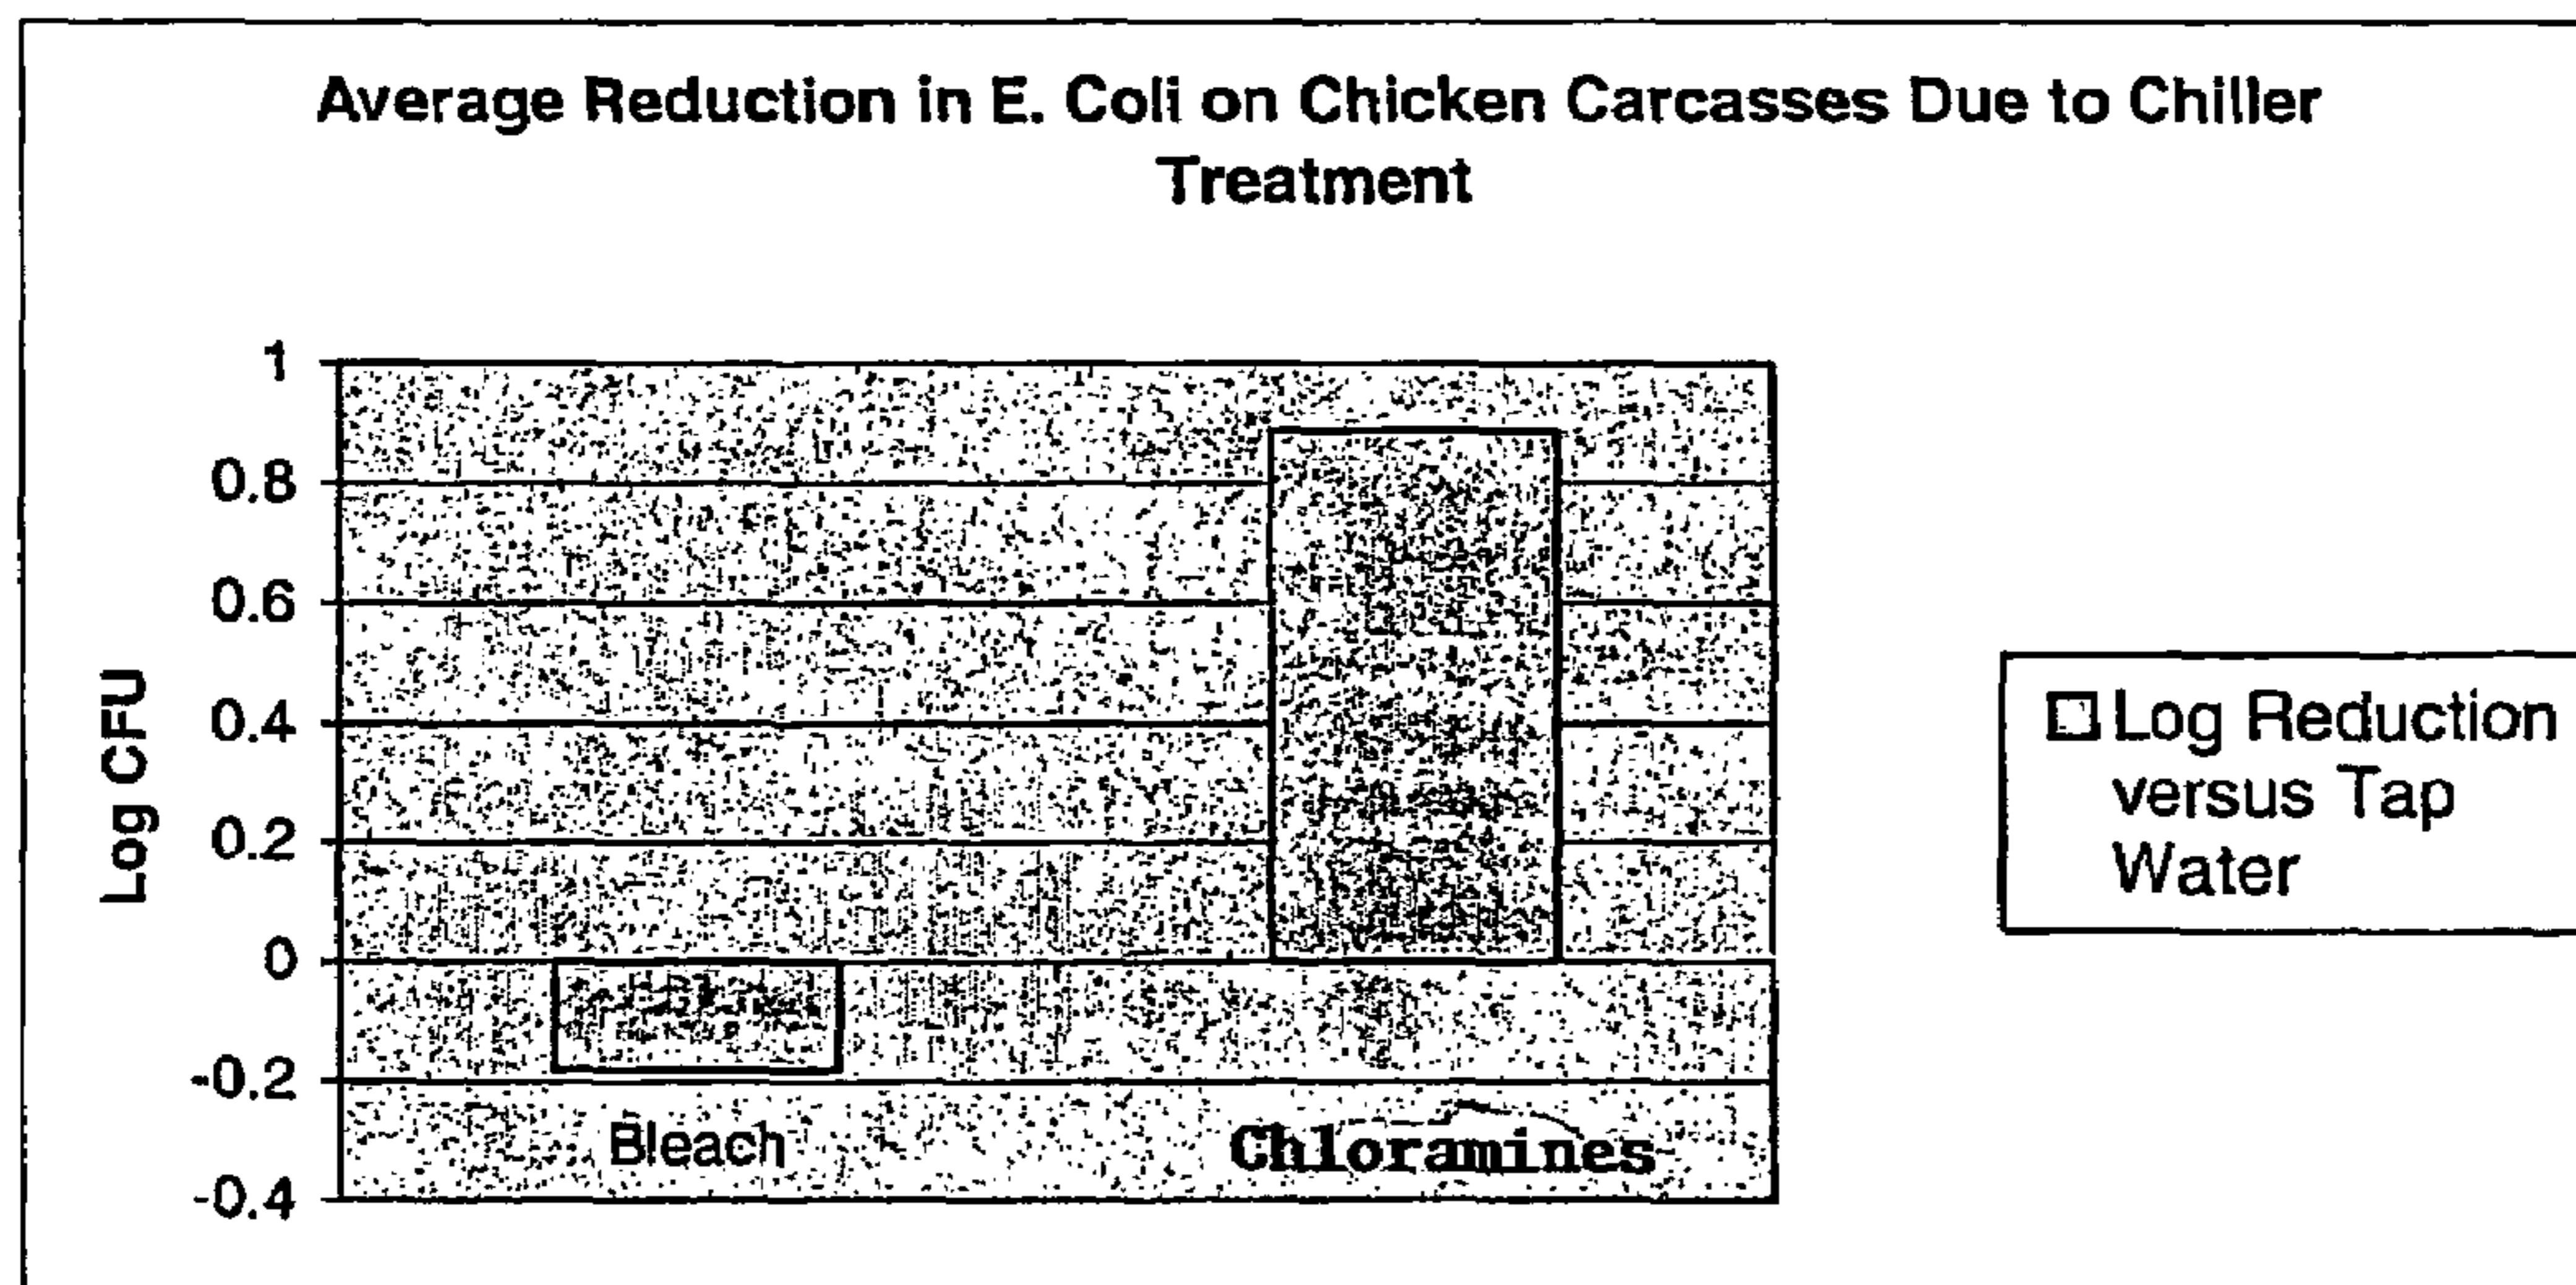 Average Reduction in E. Coli on Chicken Carcasses Due to Chiller
Treatment
Log CFU
1
0.8
0.6
0.4
0.2
0
-0.2
-0.4
Bleach
Chloramines
Log Reduction
versus Tap
Water